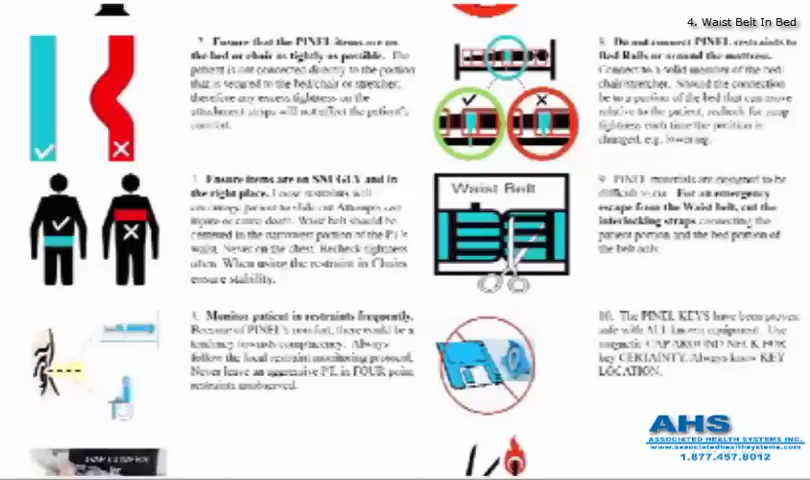 4. Waist Belt In Bed
2. Ensure that the PINEL items are on
the bed or chair as tightly as possible. The
patient is not connected directly to the portion
that is secured to the bed/chair or stretcher,
therefore any excess tightness on the
attachment straps will not affect the patient's
comfort.
3. Ensure items are on SNUGLY and in
the right place. Loose restraints will
encourage patient to slide out. Attempts can
injure or cause death. Waist belt should be
centered in the narrowest portion of the PT's
waist. Never on the chest. Recheck tightness
often. When using the restraint in Chairs
ensure stability.
4. Monitor patient in restraints frequently.
Because of PINEL'S comfort, there could be a
tendency towards complacency. Always
follow the local restraint monitoring protocol.
Never leave an aggressive PT. in FOUR point
restraints unobserved.
8. Do not connect PINEL restraints to
Bed Rails or around the mattress.
Connect to a solid member of the bed/
chair/stretcher. Should the connection
be to a portion of the bed that can move
relative to the patient, recheck for snap
tightness each time the position is
changed, e.g. lowering.
Waist Belt
9. PINEL materials are designed to be
difficult to cut. For an emergency
escape from the Waist belt, cut the
interlocking straps connecting the
patient portion and the bed portion of
the belt only.
10. The PINEL KEYS have been proven
safe with ALL known equipment. Use
magnetic CAP AROUND NECK FOR
key CERTAINTY. Always know KEY
LOCATION.
AHS
ASSOCIATED HEALTH SYSTEMS INC.
www.associatedhealthsystems.com
1.877.457.8012